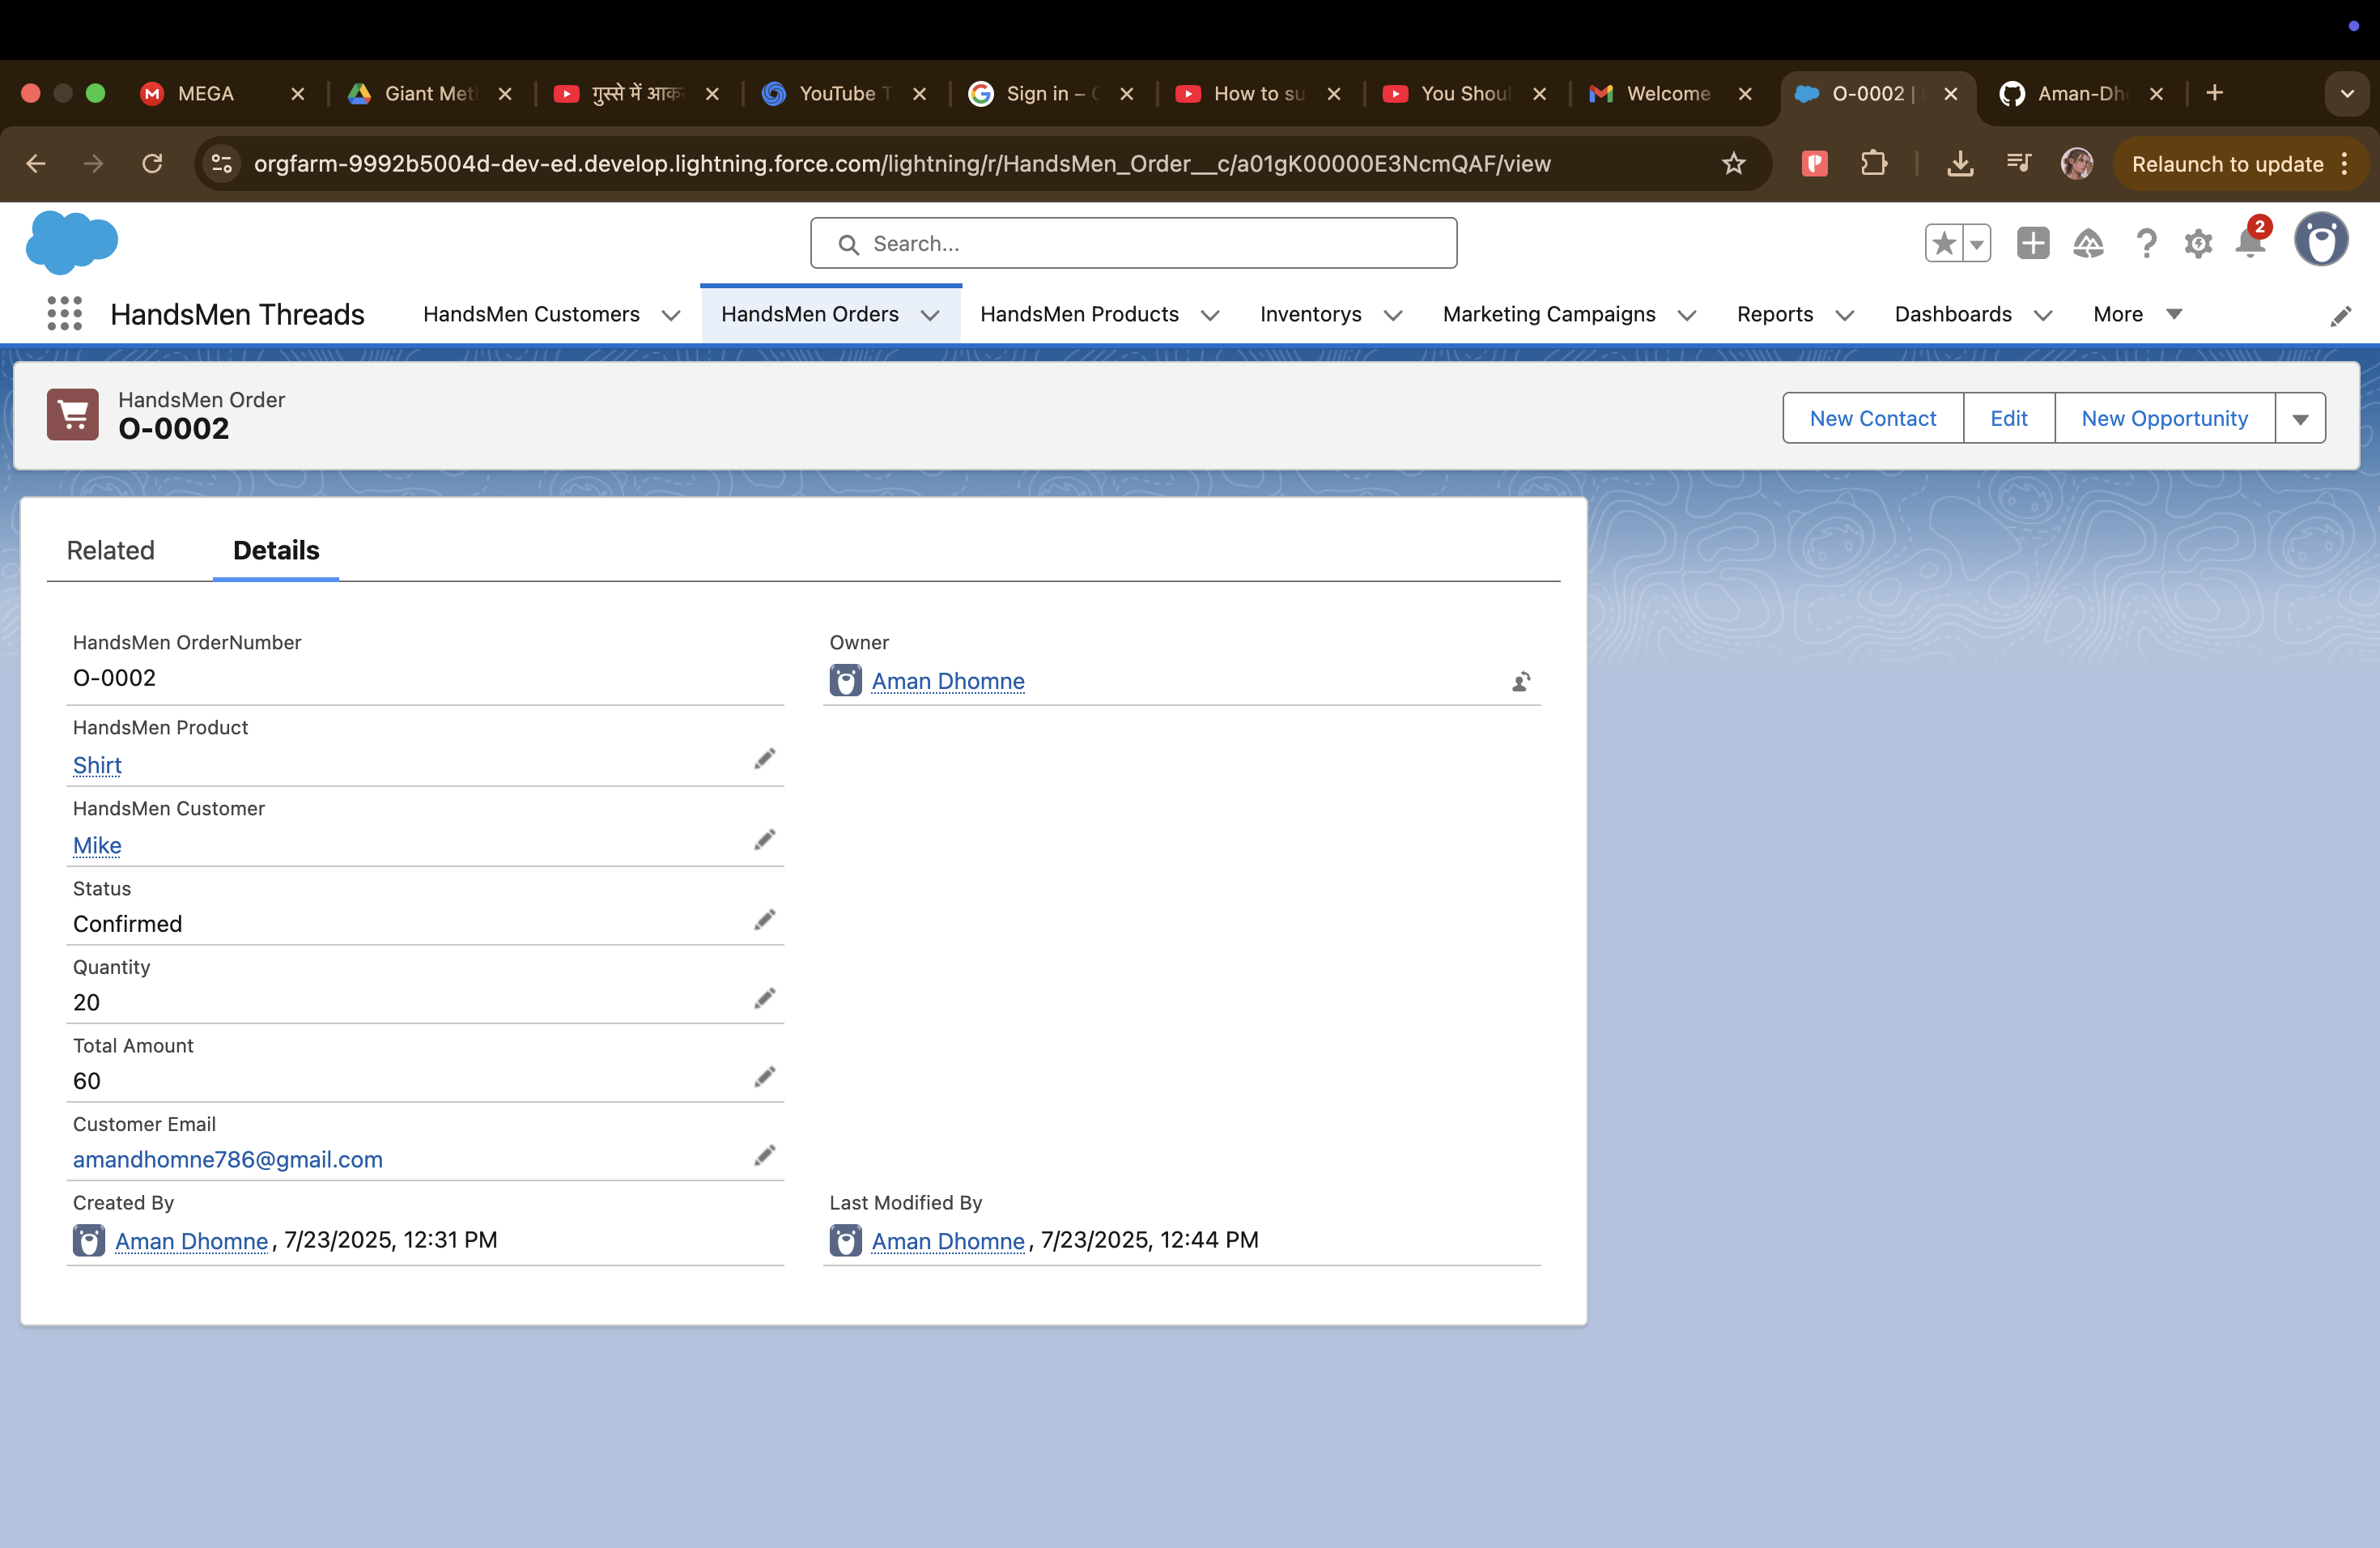 MEGA
Giant Met
गुस्से में आक
YouTube T
Sign in –
How to su
You Shoul
Welcome
O-0002 |
Aman-Dh
orgfarm-9992b5004d-dev-ed.develop.lightning.force.com/lightning/r/HandsMen_Order__c/a01gK00000E3NcmQAF/view
Relaunch to update
Search...
2
HandsMen Threads
HandsMen Customers
HandsMen Orders
HandsMen Products
Inventorys
Marketing Campaigns
Reports
Dashboards
More
HandsMen Order
O-0002
New Contact
Edit
New Opportunity
Related
Details
HandsMen OrderNumber
O-0002
Owner
Aman Dhomne
HandsMen Product
Shirt
HandsMen Customer
Mike
Status
Confirmed
Quantity
20
Total Amount
60
Customer Email
amandhomne786@gmail.com
Created By
Aman Dhomne, 7/23/2025, 12:31 PM
Last Modified By
Aman Dhomne, 7/23/2025, 12:44 PM